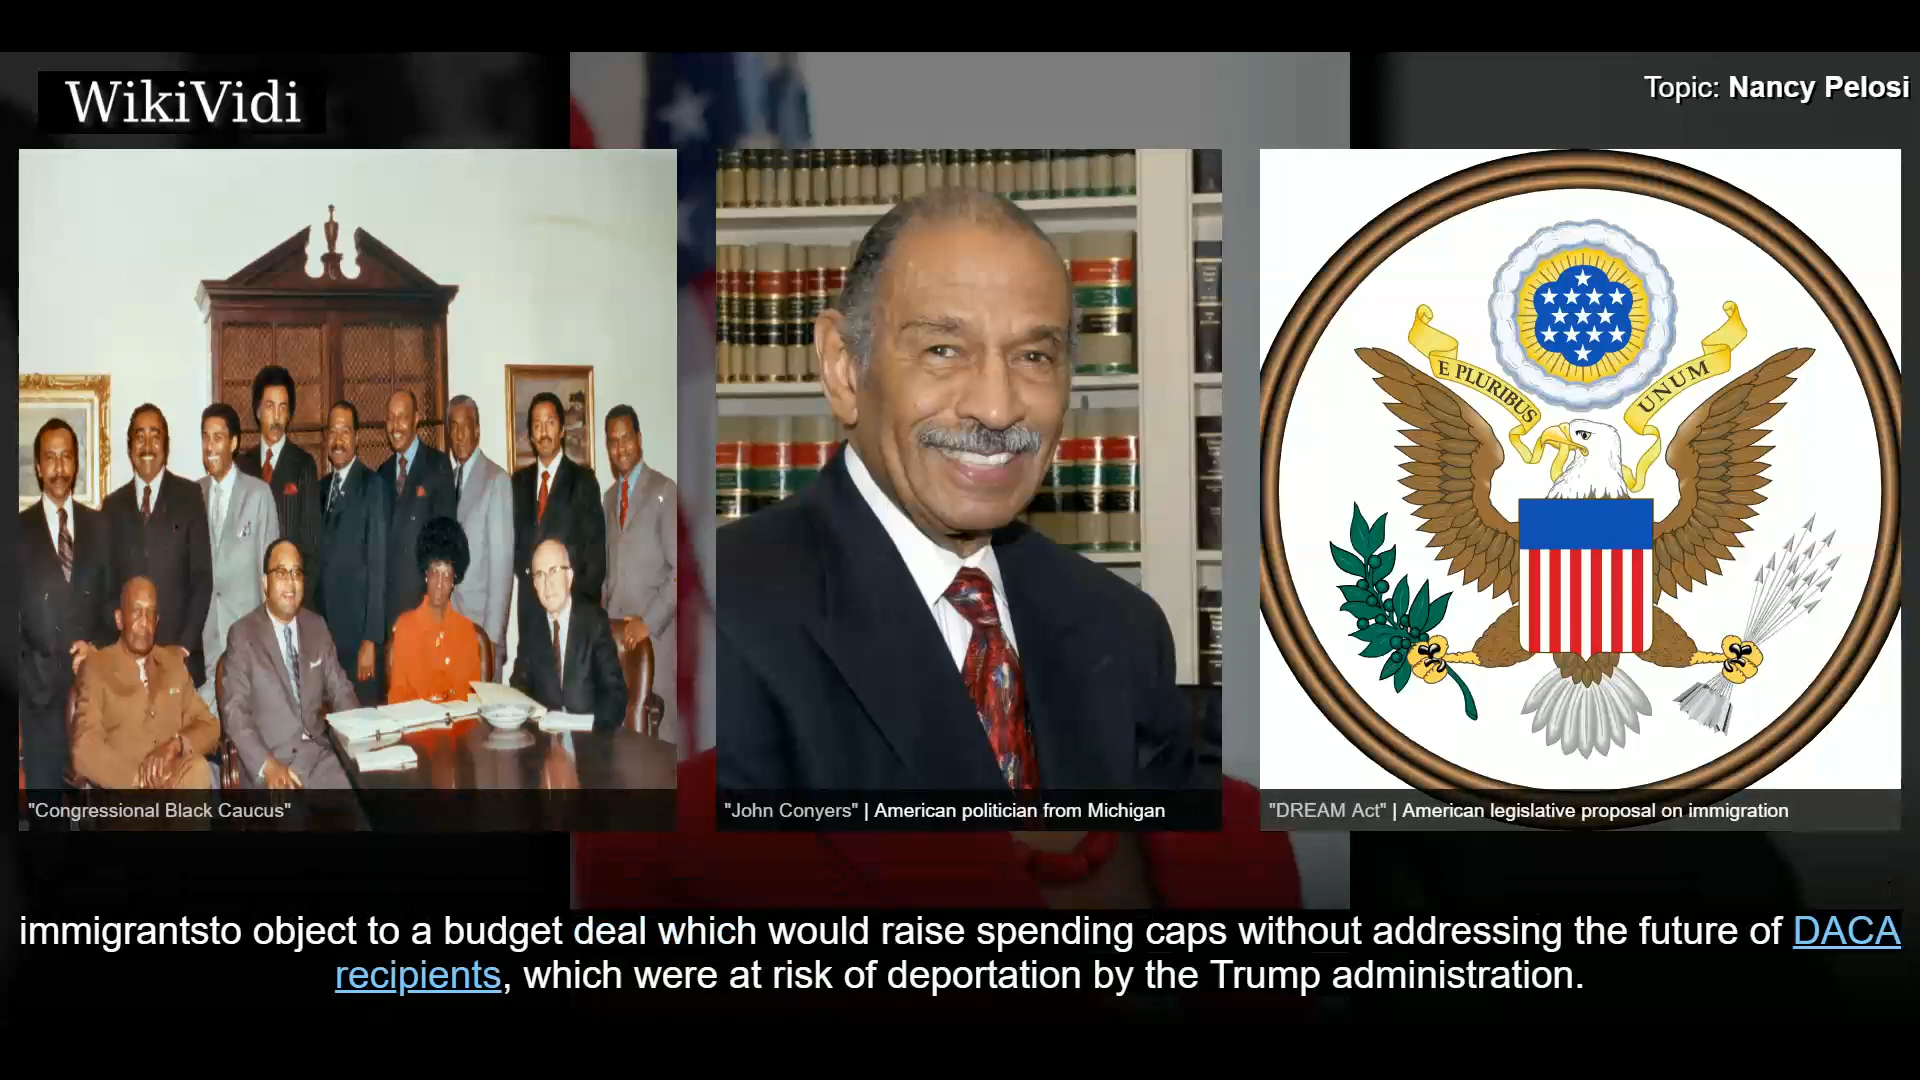 WikiVidi
Topic: Nancy Pelosi
E PLURIBUS
UNUM
"Congressional Black Caucus"
"John Conyers" | American politician from Michigan
"DREAM Act" | American legislative proposal on immigration
immigrantsto object to a budget deal which would raise spending caps without addressing the future of DACA
recipients, which were at risk of deportation by the Trump administration.